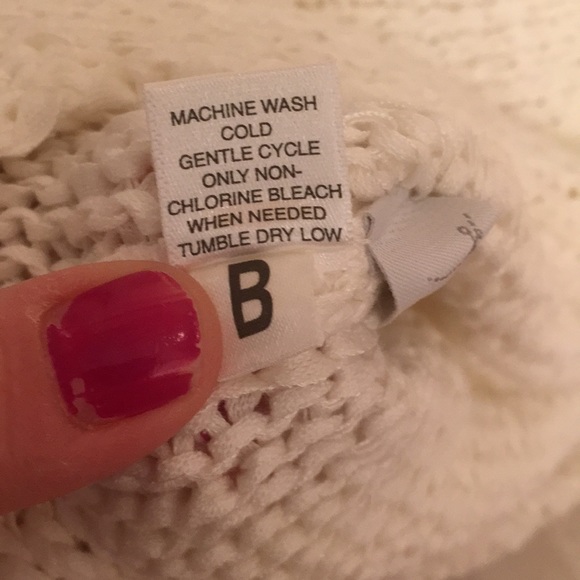 MACHINE WASH
COLD
GENTLE CYCLE
ONLY NON-
CHLORINE BLEACH
WHEN NEEDED
TUMBLE DRY LOW
B